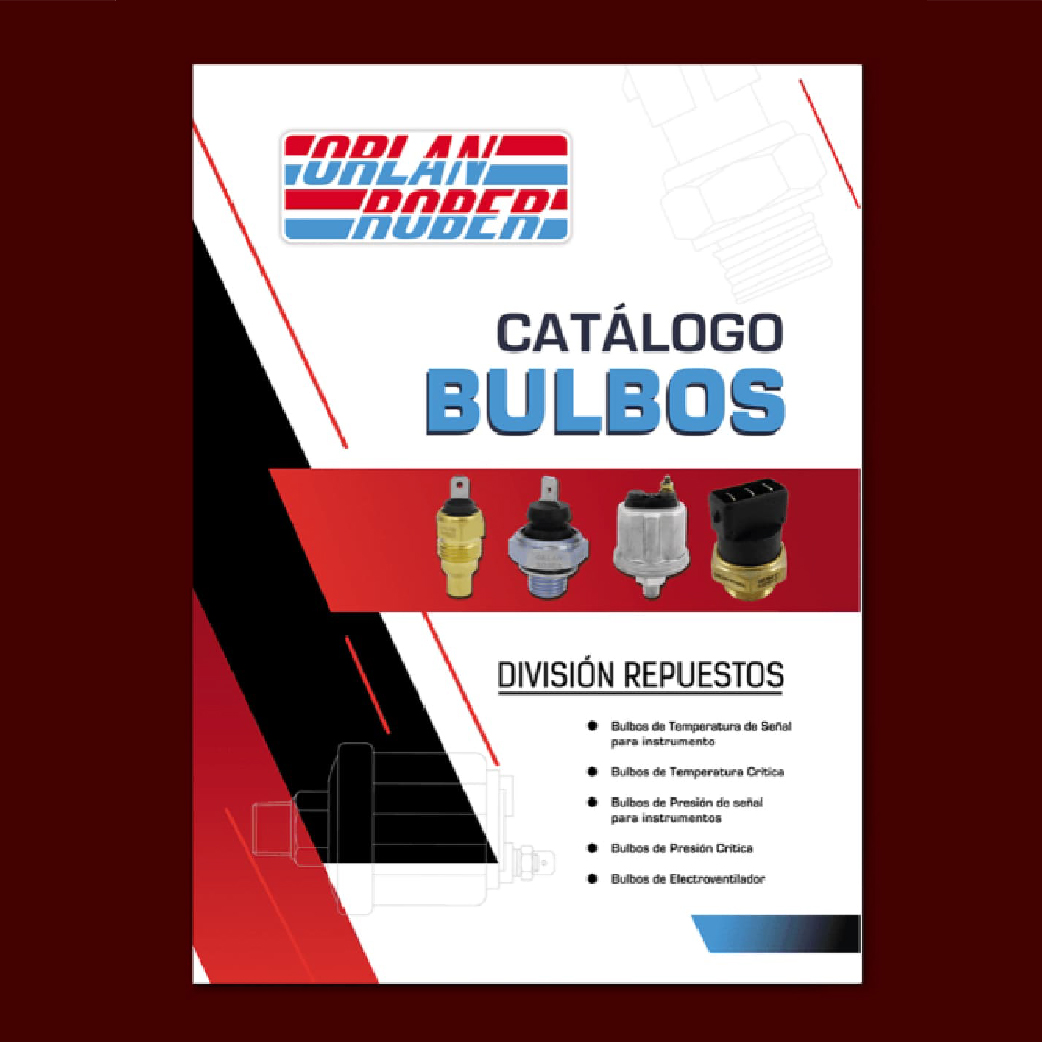 ORLAN
ROBER
CATÁLOGO
BULBOS
DIVISIÓN REPUESTOS
Bulbos de Temperatura de Señal
para instrumento
Bulbos de Temperatura Crítica
Bulbos de Presión de señal
para instrumentos
Bulbos de Presión Crítica
Bulbos de Electroventilador